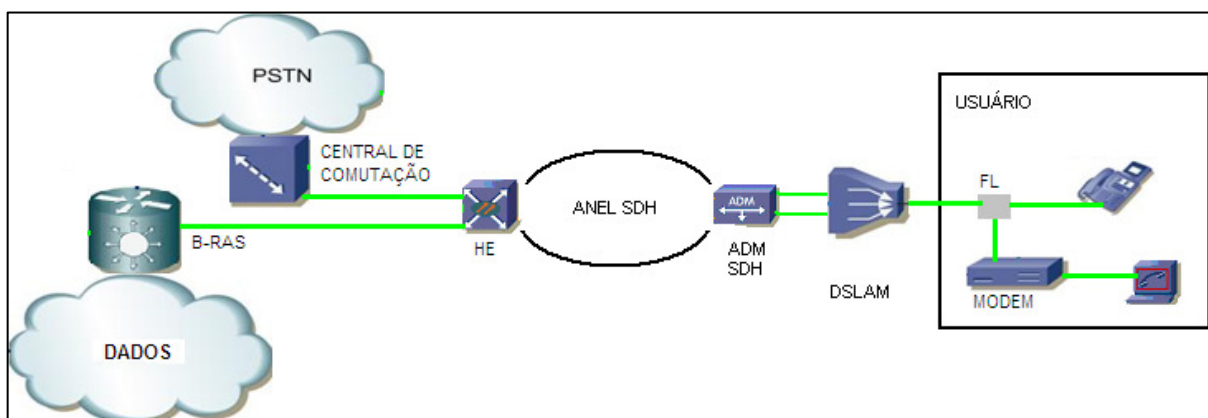 PSTN
USUÁRIO
CENTRAL DE
COMUTAÇÃO
FL
ANEL SDH
ADM
B-RAS
HE
ADM
SDH
DSLAM
MODEM
DADOS